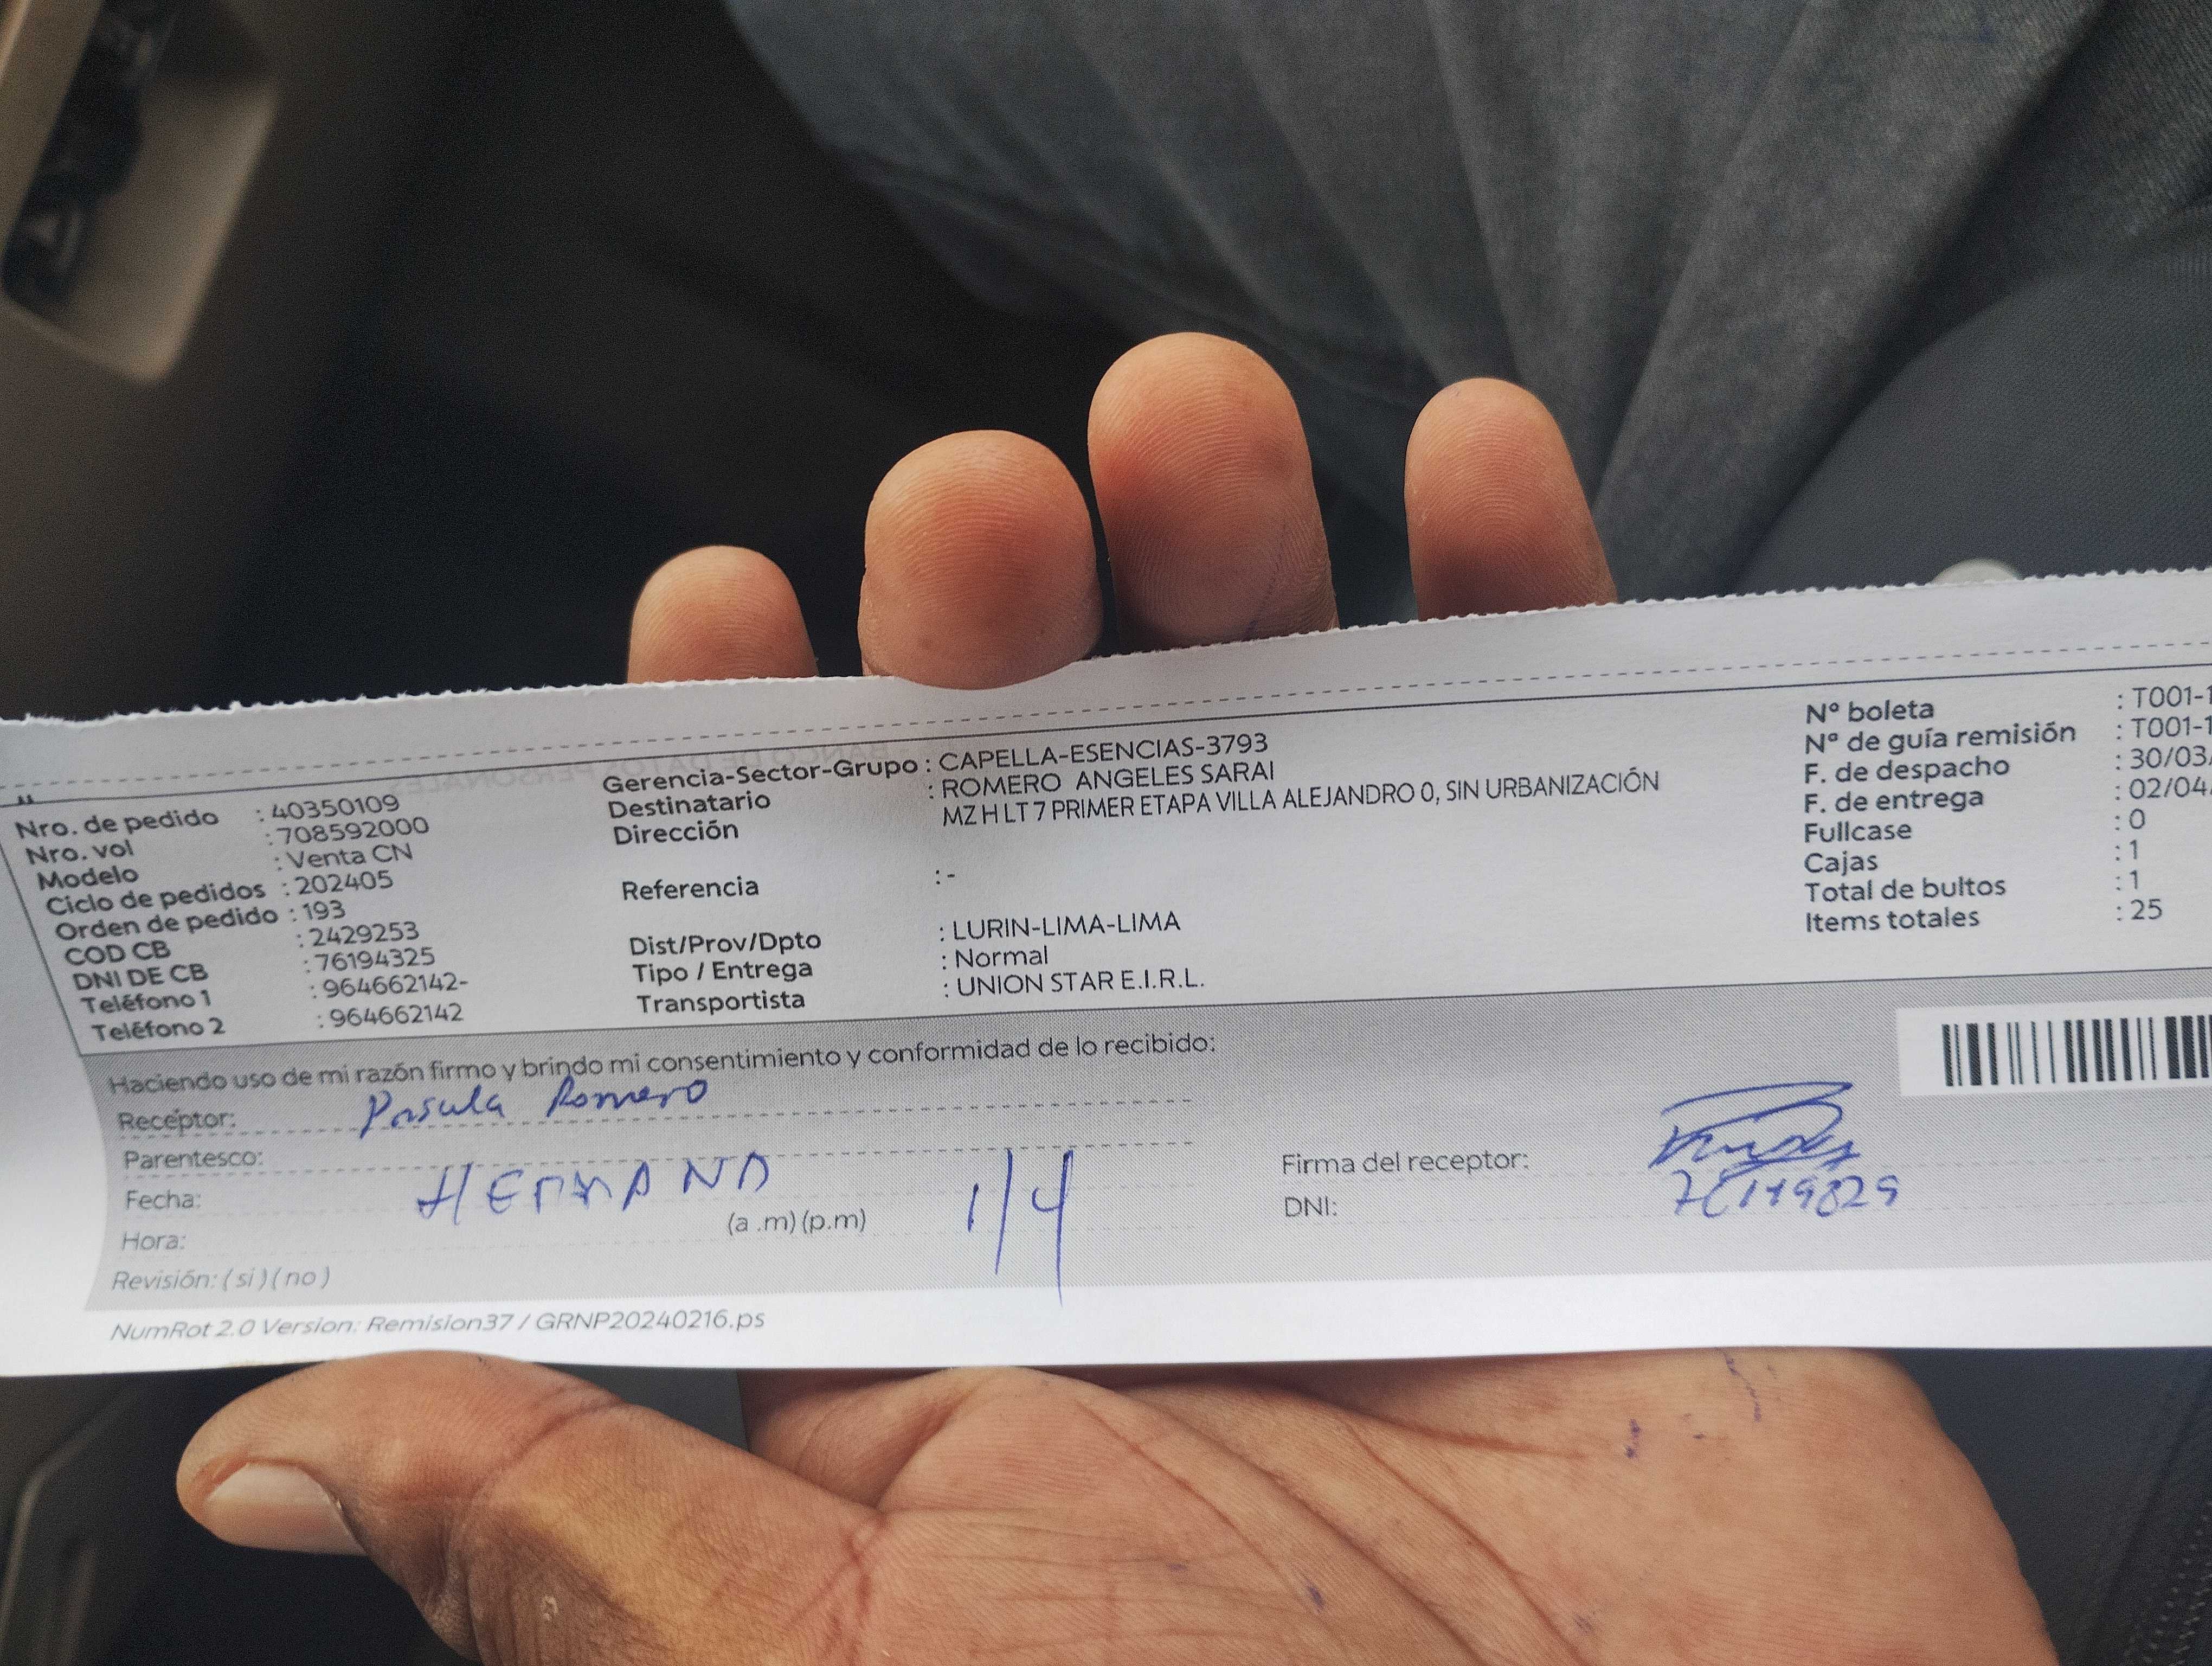 Nro. de pedido : 40350109
Nro. vol : 708592000
Modelo : Venta CN
Ciclo de pedidos : 202405
Orden de pedido : 193
COD CB : 2429253
DNI DE CB : 76194325
Teléfono 1 : 964662142-
Teléfono 2 : 964662142
Gerencia-Sector-Grupo : CAPELLA-ESENCIAS-3793
Destinatario : ROMERO ANGELES SARAI
Dirección MZ H LT 7 PRIMER ETAPA VILLA ALEJANDRO 0, SIN URBANIZACIÓN
Referencia : -
Dist/Prov/Dpto : LURIN-LIMA-LIMA
Tipo / Entrega : Normal
Transportista : UNION STAR E.I.R.L.
Nº boleta : T001-1
Nº de guía remisión : T001-1
F. de despacho : 30/03/
F. de entrega : 02/04/
Fullcase : 0
Cajas : 1
Total de bultos : 1
Items totales : 25
Haciendo uso de mi razón firmo y brindo mi consentimiento y conformidad de lo recibido:
Receptor: Romero
Parentesco:
Fecha: HERMANA 1/4
Hora: (a .m) (p.m)
Revisión: ( si ) ( no )
Firma del receptor:
DNI:
NumRot 2.0 Version: Remision37 / GRNP20240216.ps